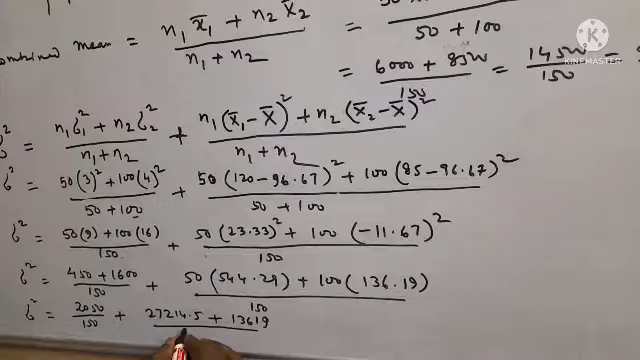 Combined mean = n₁x̄₁ + n₂x̄₂ / n₁ + n₂ = 50 + 100
= 6000 + 8500 / 150 = 14500 / 150 =
KINEMASTER
σ² = n₁σ₁² + n₂σ₂² / n₁ + n₂ + n₁(x̄₁ − x̄)² + n₂(x̄₂ − x̄)² / n₁ + n₂
σ² = 50(3)² + 100(4)² / 50 + 100 + 50(120 − 96.67)² + 100(85 − 96.67)² / 50 + 100
σ² = 50(9) + 100(16) / 150 + 50(23.33)² + 100(−11.67)² / 150
σ² = 450 + 1600 / 150 + 50(544.29) + 100(136.19) / 150
σ² = 2050 / 150 + 27214.5 + 13619